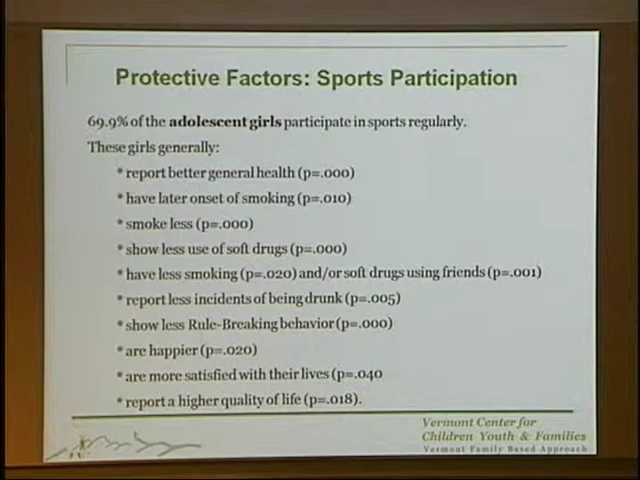 Protective Factors: Sports Participation
69.9% of the adolescent girls participate in sports regularly.
These girls generally:
* report better general health (p=.000)
* have later onset of smoking (p=.010)
* smoke less (p=.000)
* show less use of soft drugs (p=.000)
* have less smoking (p=.020) and/or soft drugs using friends (p=.001)
* report less incidents of being drunk (p=.005)
* show less Rule-Breaking behavior (p=.000)
* are happier (p=.020)
* are more satisfied with their lives (p=.040
* report a higher quality of life (p=.018).
Vermont Center for
Children Youth & Families
Vermont Family Based Approach